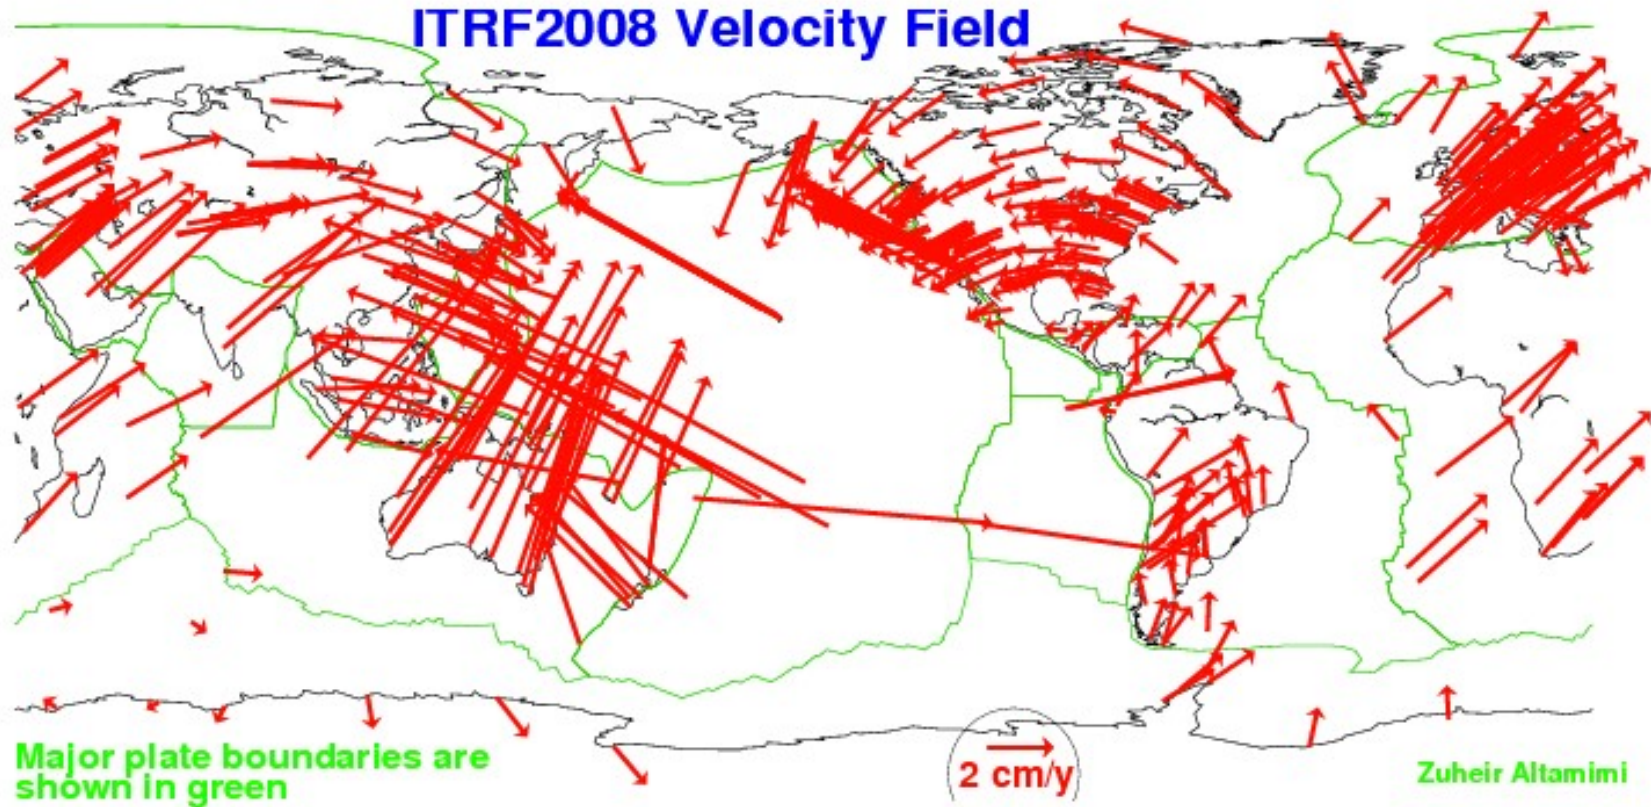 ITRF2008 Velocity Field
Major plate boundaries are
shown in green
2 cm/y
Zuheir Altamimi